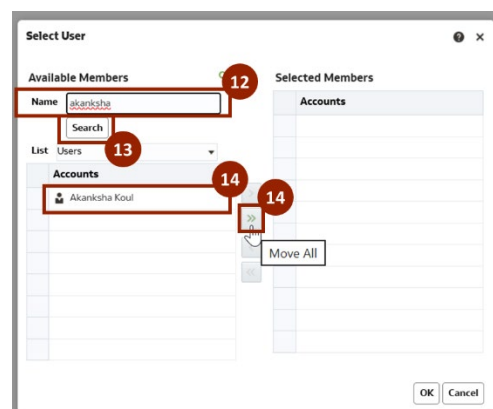 Select User
Available Members
Selected Members
12
Name akanksha
Accounts
Search
13
List Users
14
Accounts
14
Akanksha Koul
Move All
OK Cancel